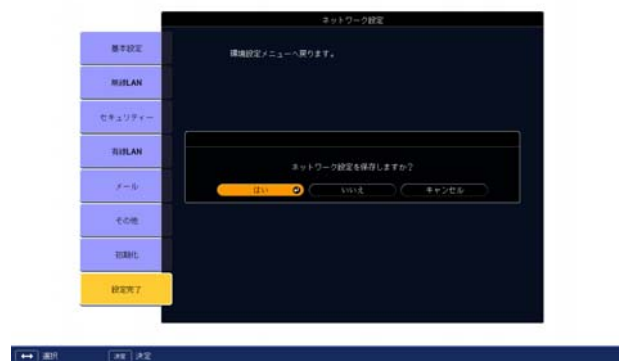 ネットワーク設定
基本設定
環境設定メニューへ戻ります。
無線LAN
セキュリティー
有線LAN
ネットワーク設定を保存しますか?
はい いいえ キャンセル
メール
その他
初期化
設定完了
選択 決定 決定